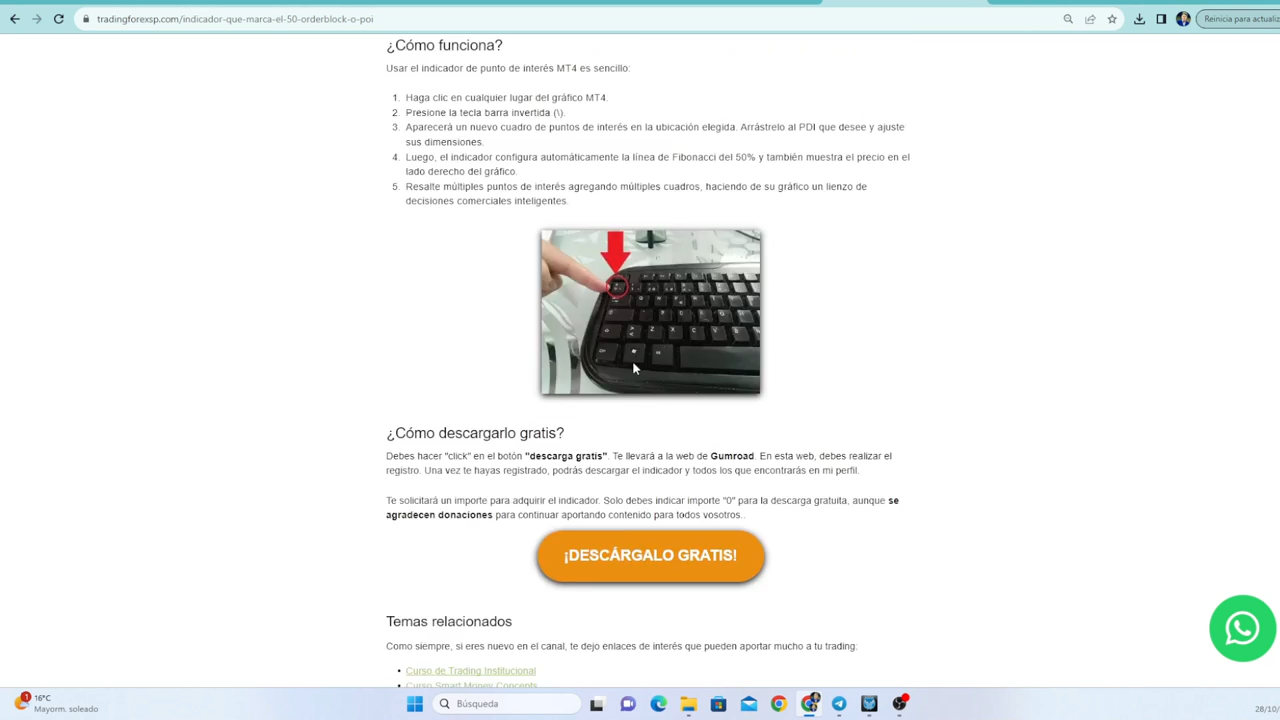 tradingforexsp.com/indicador-que-marca-el-50-orderblock-o-poi
Reinicia para actualiz
¿Cómo funciona?
Usar el indicador de punto de interés MT4 es sencillo:
1. Haga clic en cualquier lugar del gráfico MT4.
2. Presione la tecla barra invertida (\).
3. Aparecerá un nuevo cuadro de puntos de interés en la ubicación elegida. Arrástrelo al PDI que desee y ajuste
sus dimensiones.
4. Luego, el indicador configura automáticamente la línea de Fibonacci del 50% y también muestra el precio en el
lado derecho del gráfico.
5. Resalte múltiples puntos de interés agregando múltiples cuadros, haciendo de su gráfico un lienzo de
decisiones comerciales inteligentes.
¿Cómo descargarlo gratis?
Debes hacer "click" en el botón "descarga gratis". Te llevará a la web de Gumroad. En esta web, debes realizar el
registro. Una vez te hayas registrado, podrás descargar el indicador y todos los que encontrarás en mi perfil.
Te solicitará un importe para adquirir el indicador. Solo debes indicar importe "0" para la descarga gratuita, aunque se
agradecen donaciones para continuar aportando contenido para todos vosotros..
¡DESCÁRGALO GRATIS!
Temas relacionados
Como siempre, si eres nuevo en el canal, te dejo enlaces de interés que pueden aportar mucho a tu trading:
• Curso de Trading Institucional
Curso Smart Money Concepts
1
16°C
Mayorm. soleado
Búsqueda
28/10/